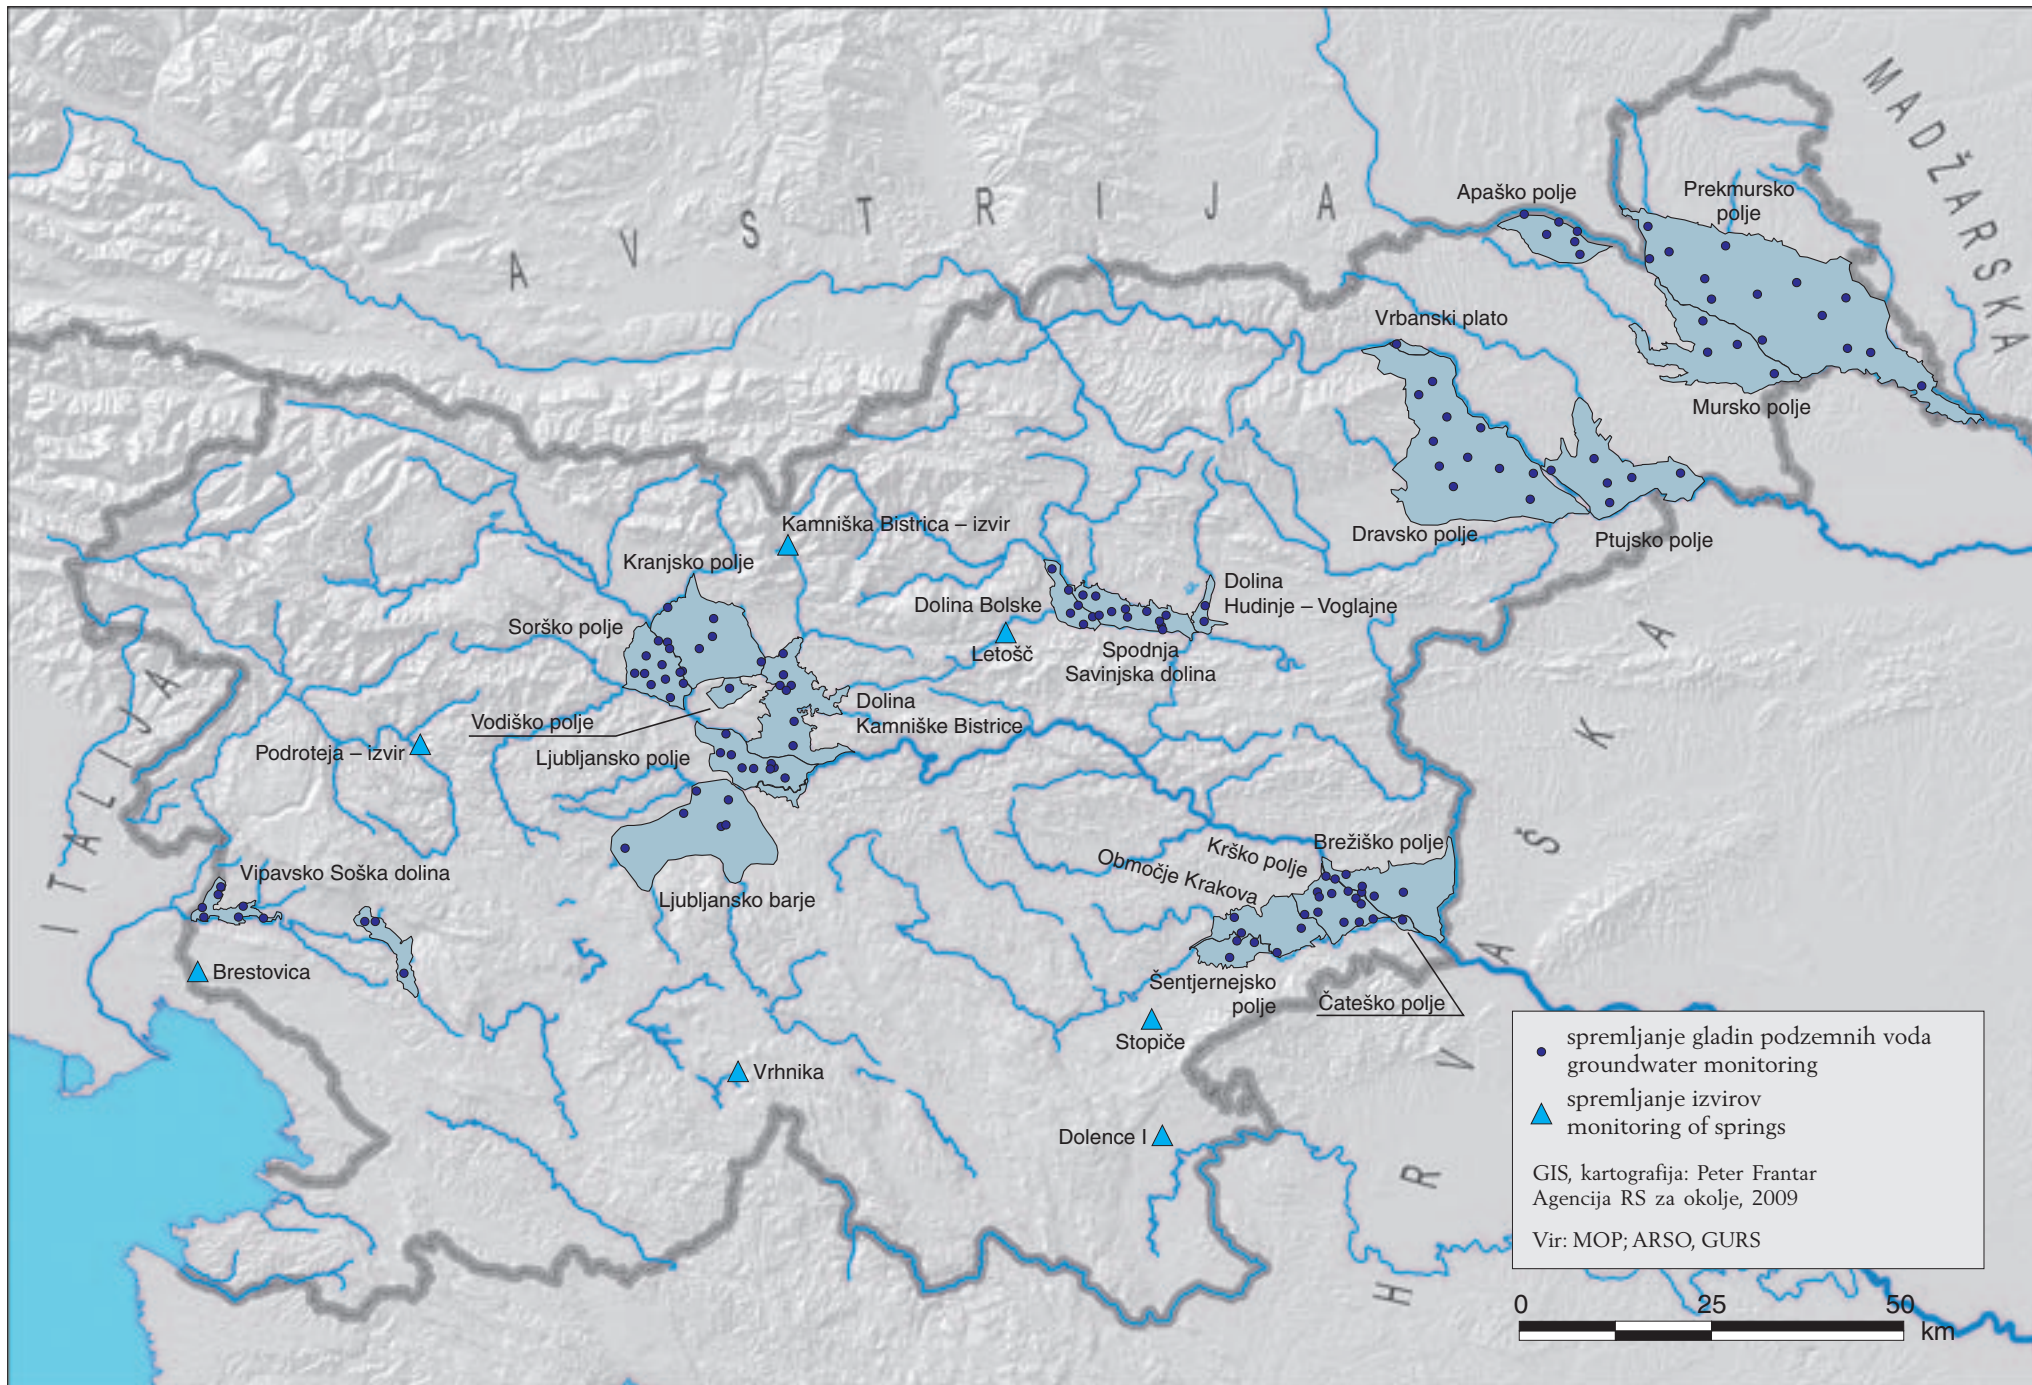 AVSTRIJA
MADŽARSKA
ITALIJA
HRVAŠKA
Apaško polje
Prekmursko
polje
Vrbanski plato
Mursko polje
Dravsko polje
Ptujsko polje
Kamniška Bistrica – izvir
Kranjsko polje
Sorško polje
Dolina Bolske
Letošč
Dolina
Hudinje – Voglajne
Spodnja
Savinjska dolina
Vodiško polje
Dolina
Kamniške Bistrice
Podroteja – izvir
Ljubljansko polje
Ljubljansko barje
Vipavsko Soška dolina
Brestovica
Brežiško polje
Krško polje
Območje Krakova
Šentjernejsko
polje
Čateško polje
Stopiče
Vrhnika
Dolence I
spremljanje gladin podzemnih voda
groundwater monitoring
spremljanje izvirov
monitoring of springs
GIS, kartografija: Peter Frantar
Agencija RS za okolje, 2009
Vir: MOP; ARSO, GURS
0 25 50
km